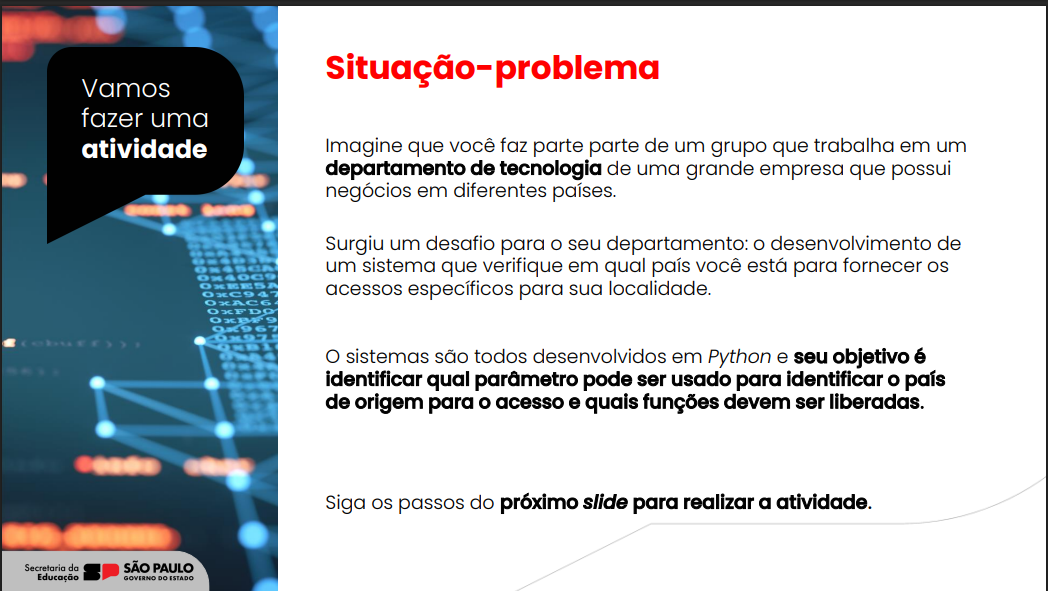 Vamos
fazer uma
atividade
Situação-problema
Imagine que você faz parte parte de um grupo que trabalha em um
departamento de tecnologia de uma grande empresa que possui
negócios em diferentes países.
Surgiu um desafio para o seu departamento: o desenvolvimento de
um sistema que verifique em qual país você está para fornecer os
acessos específicos para sua localidade.
O sistemas são todos desenvolvidos em Python e seu objetivo é
identificar qual parâmetro pode ser usado para identificar o país
de origem para o acesso e quais funções devem ser liberadas.
Siga os passos do próximo slide para realizar a atividade.
Secretaria da
Educação
SÃO PAULO
GOVERNO DO ESTADO